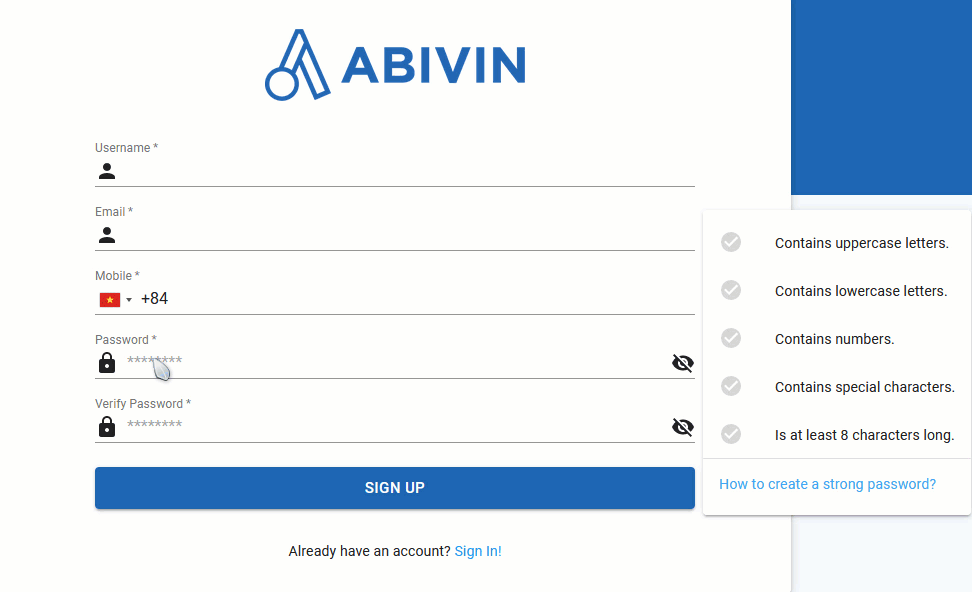 ABIVIN
Username *
Email *
Mobile *
+84
Password *
********
Verify Password *
********
SIGN UP
Already have an account? Sign In!
Contains uppercase letters.
Contains lowercase letters.
Contains numbers.
Contains special characters.
Is at least 8 characters long.
How to create a strong password?